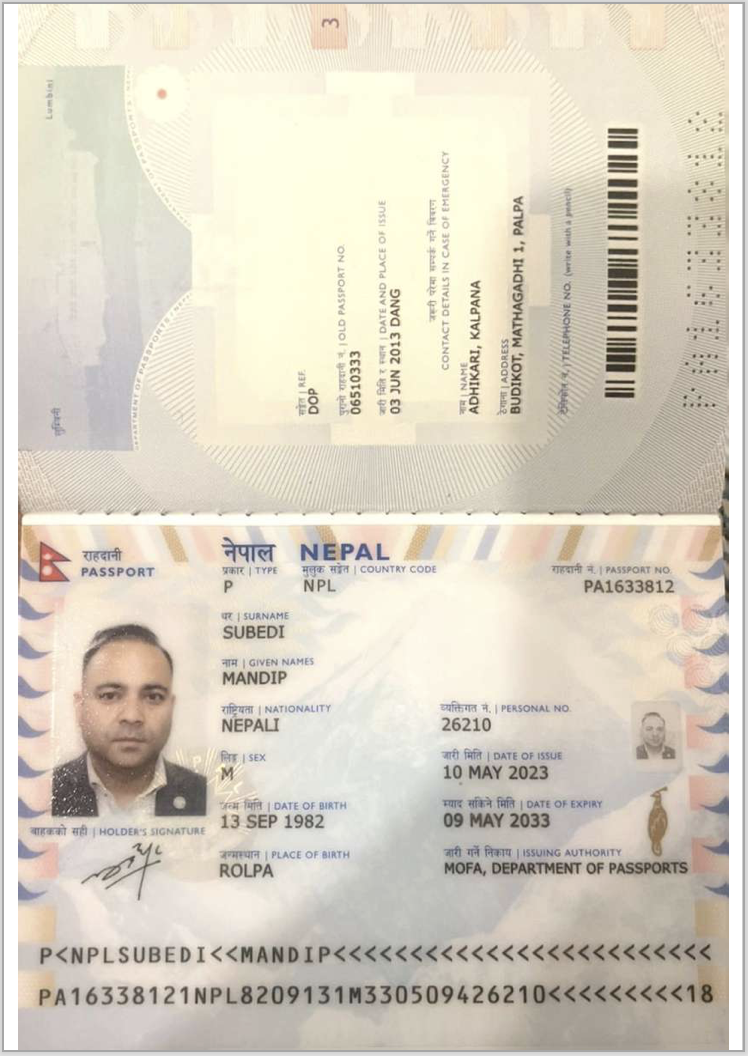 3
Lumbini
लुम्बिनी
DEPARTMENT OF PASSPORTS
सङ्केत | REF.
DOP
पुरानो राहदानी नं. | OLD PASSPORT NO.
06510333
जारी मिति र स्थान | DATE AND PLACE OF ISSUE
03 JUN 2013 DANG
जरूरी परेमा सम्पर्क गर्ने विवरण
CONTACT DETAILS IN CASE OF EMERGENCY
नाम | NAME
ADHIKARI, KALPANA
ठेगाना | ADDRESS
BUDIKOT, MATHAGADHI 1, PALPA
टेलिफोन नं. | TELEPHONE NO. (write with a pencil)
राहदानी
PASSPORT
नेपाल NEPAL
प्रकार | TYPE मुलुक सङ्केत | COUNTRY CODE राहदानी नं. | PASSPORT NO.
P NPL PA1633812
थर | SURNAME
SUBEDI
नाम | GIVEN NAMES
MANDIP
राष्ट्रियता | NATIONALITY व्यक्तिगत नं. | PERSONAL NO.
NEPALI 26210
लिङ्ग | SEX जारी मिति | DATE OF ISSUE
M 10 MAY 2023
जन्म मिति | DATE OF BIRTH म्याद सकिने मिति | DATE OF EXPIRY
13 SEP 1982 09 MAY 2033
वाहकको सही | HOLDER'S SIGNATURE
जन्मस्थान | PLACE OF BIRTH जारी गर्ने निकाय | ISSUING AUTHORITY
ROLPA MOFA, DEPARTMENT OF PASSPORTS
P<NPLSUBEDI<<MANDIP<<<<<<<<<<<<<<<<<<<<<<<<<
PA16338121NPL8209131M330509426210<<<<<<<<<18